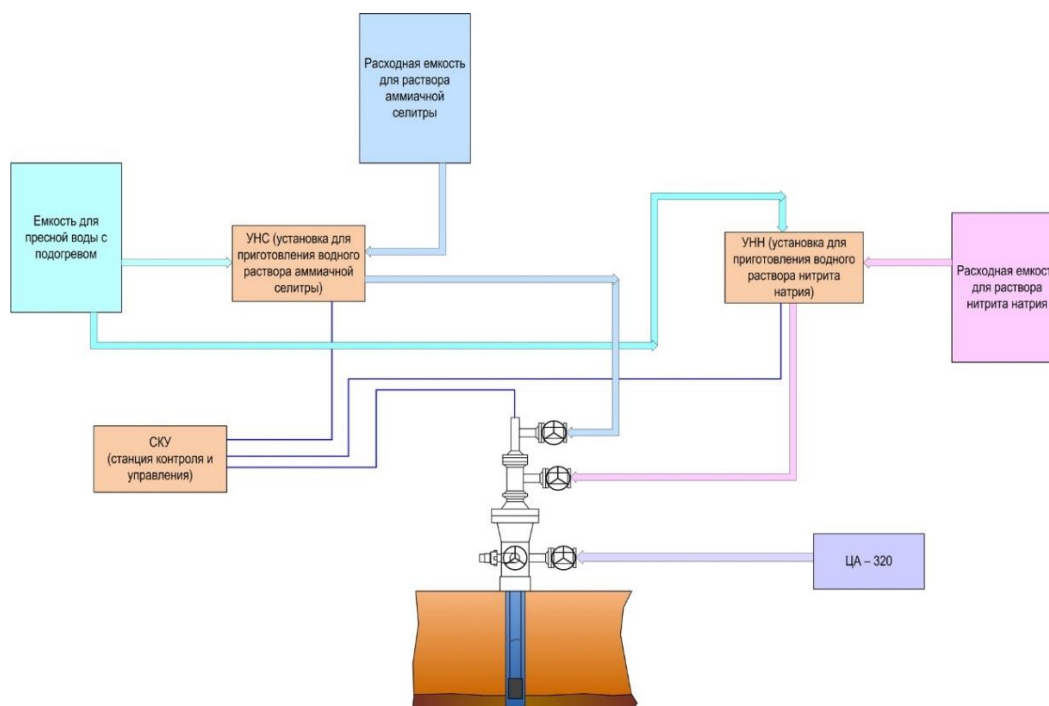 Расходная емкость
для раствора
аммиачной
селитры
Емкость для
пресной воды с
подогревом
УНС (установка для
приготовления водного
раствора аммиачной
селитры)
УНН (установка для
приготовления водного
раствора нитрита
натрия)
Расходная емкость
для раствора
нитрита натрия
СКУ
(станция контроля и
управления)
ЦА – 320